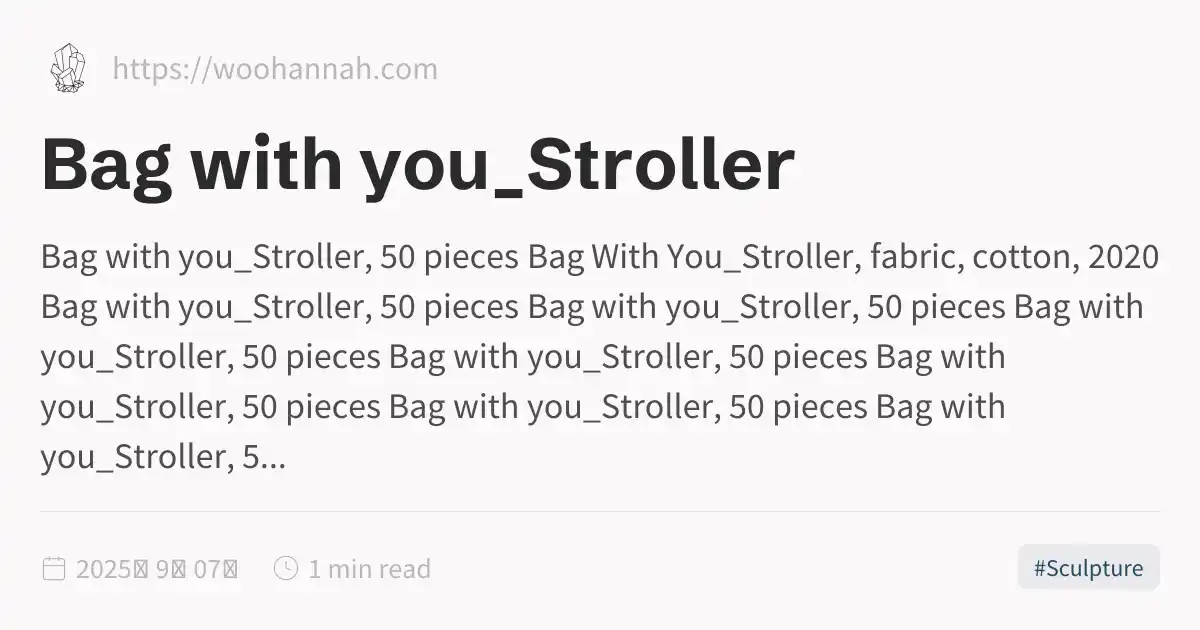 https://woohannah.com
Bag with you_Stroller
Bag with you_Stroller, 50 pieces Bag With You_Stroller, fabric, cotton, 2020
Bag with you_Stroller, 50 pieces Bag with you_Stroller, 50 pieces Bag with
you_Stroller, 50 pieces Bag with you_Stroller, 50 pieces Bag with
you_Stroller, 50 pieces Bag with you_Stroller, 50 pieces Bag with
you_Stroller, 5...
2025 9 07
1 min read
#Sculpture